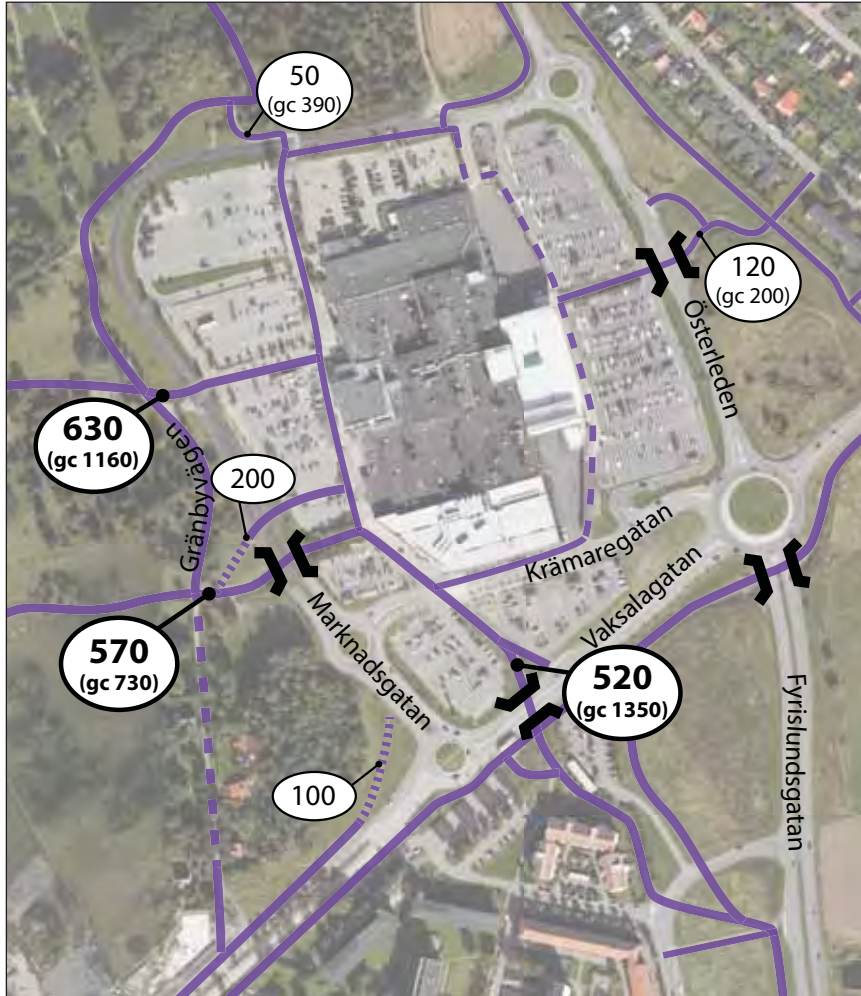 50
(gc 390)
120
(gc 200)
Österleden
630
(gc 1160)
Gränbyvägen
200
Krämaregatan
Vaksalagatan
Marknadsgatan
570
(gc 730)
520
(gc 1350)
Fyrislundsgatan
100